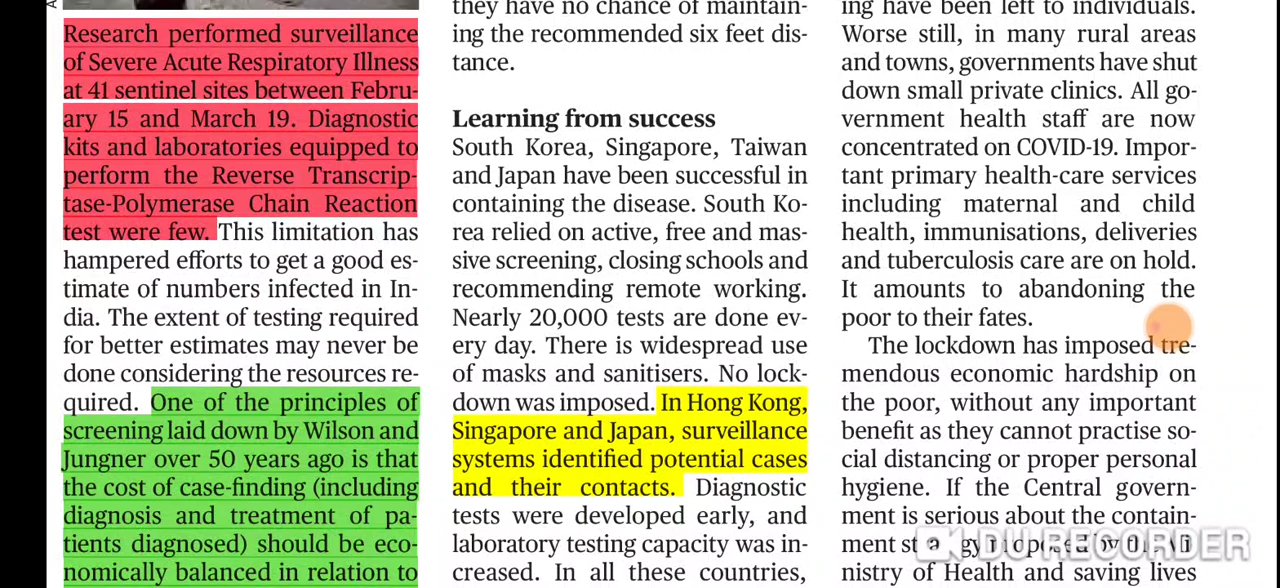 Research performed surveillance
of Severe Acute Respiratory Illness
at 41 sentinel sites between Febru-
ary 15 and March 19. Diagnostic
kits and laboratories equipped to
perform the Reverse Transcrip-
tase-Polymerase Chain Reaction
test were few. This limitation has
hampered efforts to get a good es-
timate of numbers infected in In-
dia. The extent of testing required
for better estimates may never be
done considering the resources re-
quired. One of the principles of
screening laid down by Wilson and
Jungner over 50 years ago is that
the cost of case-finding (including
diagnosis and treatment of pa-
tients diagnosed) should be eco-
nomically balanced in relation to
they have no chance of maintain-
ing the recommended six feet dis-
tance.
Learning from success
South Korea, Singapore, Taiwan
and Japan have been successful in
containing the disease. South Ko-
rea relied on active, free and mas-
sive screening, closing schools and
recommending remote working.
Nearly 20,000 tests are done ev-
ery day. There is widespread use
of masks and sanitisers. No lock-
down was imposed. In Hong Kong,
Singapore and Japan, surveillance
systems identified potential cases
and their contacts. Diagnostic
tests were developed early, and
laboratory testing capacity was in-
creased. In all these countries,
ing have been left to individuals.
Worse still, in many rural areas
and towns, governments have shut
down small private clinics. All go-
vernment health staff are now
concentrated on COVID-19. Impor-
tant primary health-care services
including maternal and child
health, immunisations, deliveries
and tuberculosis care are on hold.
It amounts to abandoning the
poor to their fates.
The lockdown has imposed tre-
mendous economic hardship on
the poor, without any important
benefit as they cannot practise so-
cial distancing or proper personal
hygiene. If the Central govern-
ment is serious about the contain-
ment by the
nistry of Health and saving lives
DU RECORDER